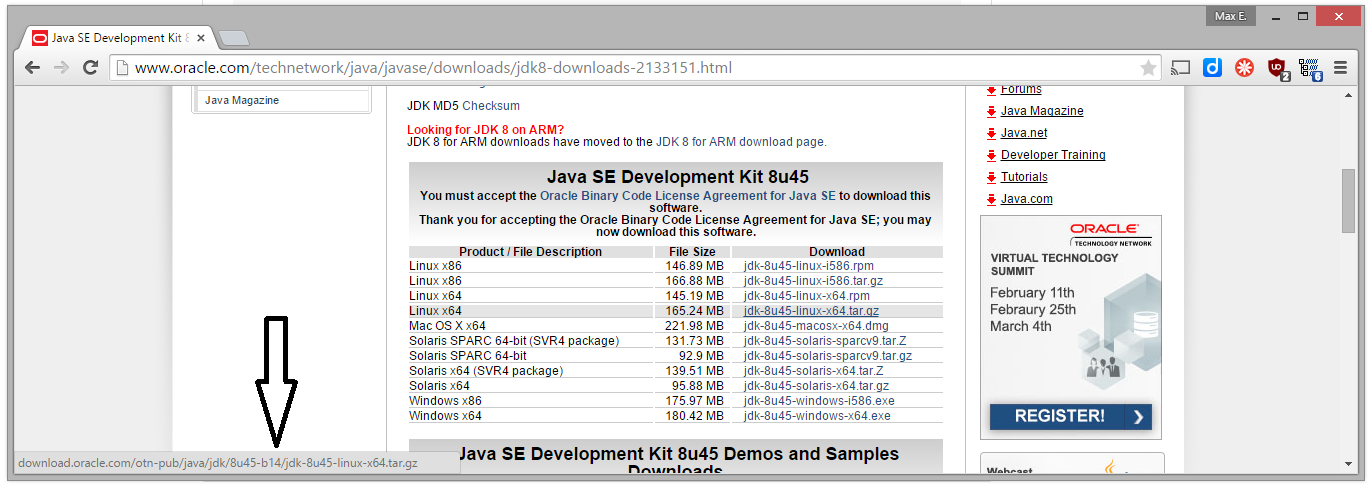 Max E.
Java SE Development Kit 8
www.oracle.com/technetwork/java/javase/downloads/jdk8-downloads-2133151.html
2
6
Java Magazine
JDK MD5 Checksum
Looking for JDK 8 on ARM?
JDK 8 for ARM downloads have moved to the JDK 8 for ARM download page.
Java SE Development Kit 8u45
You must accept the Oracle Binary Code License Agreement for Java SE to download this
software.
Thank you for accepting the Oracle Binary Code License Agreement for Java SE; you may
now download this software.
Product / File Description File Size Download
Linux x86 146.89 MB jdk-8u45-linux-i586.rpm
Linux x86 166.88 MB jdk-8u45-linux-i586.tar.gz
Linux x64 145.19 MB jdk-8u45-linux-x64.rpm
Linux x64 165.24 MB jdk-8u45-linux-x64.tar.gz
Mac OS X x64 221.98 MB jdk-8u45-macosx-x64.dmg
Solaris SPARC 64-bit (SVR4 package) 131.73 MB jdk-8u45-solaris-sparcv9.tar.Z
Solaris SPARC 64-bit 92.9 MB jdk-8u45-solaris-sparcv9.tar.gz
Solaris x64 (SVR4 package) 139.51 MB jdk-8u45-solaris-x64.tar.Z
Solaris x64 95.88 MB jdk-8u45-solaris-x64.tar.gz
Windows x86 175.97 MB jdk-8u45-windows-i586.exe
Windows x64 180.42 MB jdk-8u45-windows-x64.exe
Java SE Development Kit 8u45 Demos and Samples
Downloads
Forums
Java Magazine
Java.net
Developer Training
Tutorials
Java.com
ORACLE
TECHNOLOGY NETWORK
VIRTUAL TECHNOLOGY
SUMMIT
February 11th
Febraury 25th
March 4th
REGISTER!
Webcast
download.oracle.com/otn-pub/java/jdk/8u45-b14/jdk-8u45-linux-x64.tar.gz